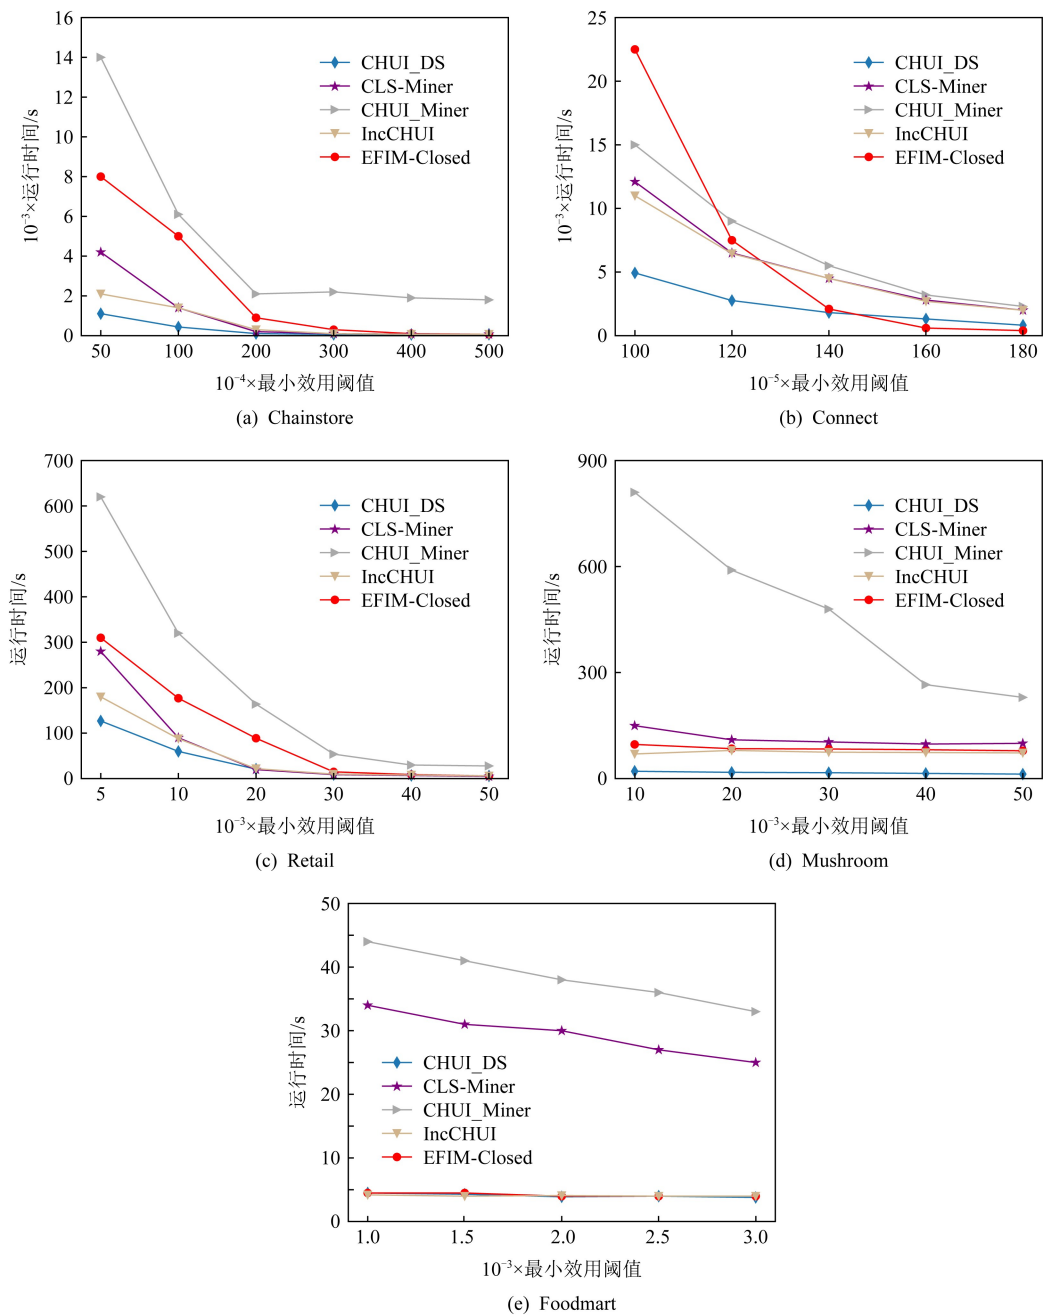 16
14
12
10
8
6
4
2
0
10⁻³×运行时间/s
CHUI_DS
CLS-Miner
CHUI_Miner
IncCHUI
EFIM-Closed
50 100 200 300 400 500
10⁻⁴×最小效用阈值
(a) Chainstore
25
20
15
10
5
0
10⁻³×运行时间/s
CHUI_DS
CLS-Miner
CHUI_Miner
IncCHUI
EFIM-Closed
100 120 140 160 180
10⁻⁵×最小效用阈值
(b) Connect
700
600
500
400
300
200
100
0
运行时间/s
CHUI_DS
CLS-Miner
CHUI_Miner
IncCHUI
EFIM-Closed
5 10 20 30 40 50
10⁻³×最小效用阈值
(c) Retail
900
600
300
0
运行时间/s
CHUI_DS
CLS-Miner
CHUI_Miner
IncCHUI
EFIM-Closed
10 20 30 40 50
10⁻³×最小效用阈值
(d) Mushroom
50
40
30
20
10
0
运行时间/s
CHUI_DS
CLS-Miner
CHUI_Miner
IncCHUI
EFIM-Closed
1.0 1.5 2.0 2.5 3.0
10⁻³×最小效用阈值
(e) Foodmart